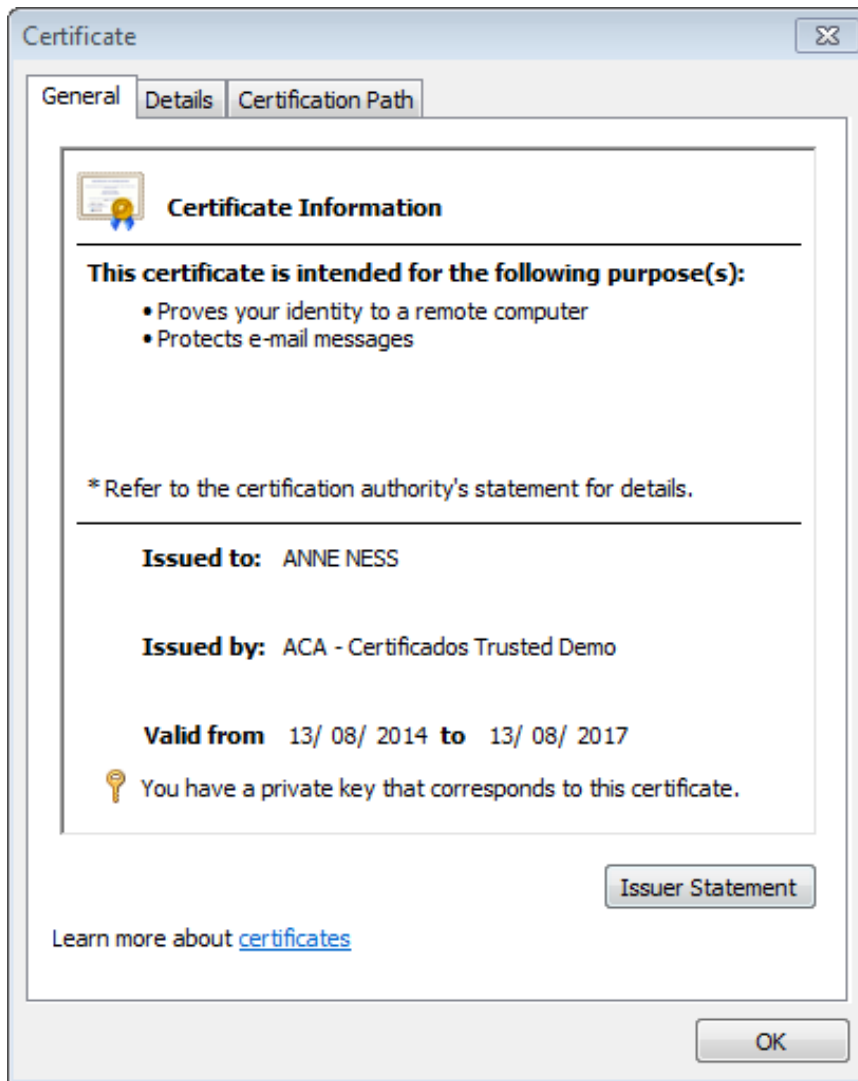 Certificate
General Details Certification Path
Certificate Information
This certificate is intended for the following purpose(s):
• Proves your identity to a remote computer
• Protects e-mail messages
* Refer to the certification authority's statement for details.
Issued to: ANNE NESS
Issued by: ACA - Certificados Trusted Demo
Valid from 13/ 08/ 2014 to 13/ 08/ 2017
You have a private key that corresponds to this certificate.
Issuer Statement
Learn more about certificates
OK